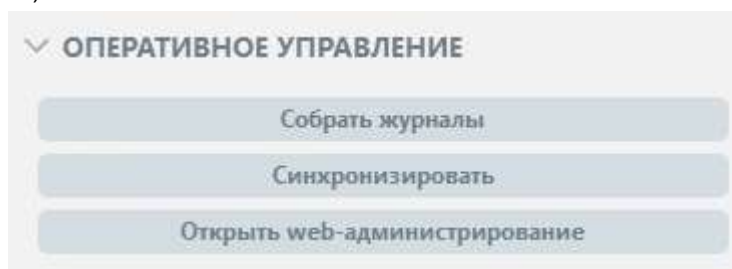 ОПЕРАТИВНОЕ УПРАВЛЕНИЕ
Собрать журналы
Синхронизировать
Открыть web-администрирование